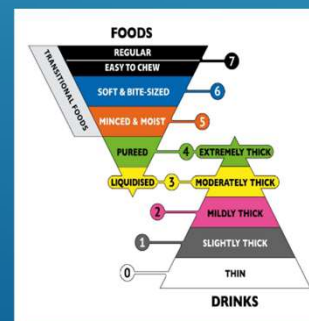 FOODS
REGULAR
EASY TO CHEW
7
TRANSITIONAL FOODS
SOFT & BITE-SIZED
6
MINCED & MOIST
5
PUREED
4
EXTREMELY THICK
LIQUIDISED
3
MODERATELY THICK
2
MILDLY THICK
1
SLIGHTLY THICK
0
THIN
DRINKS